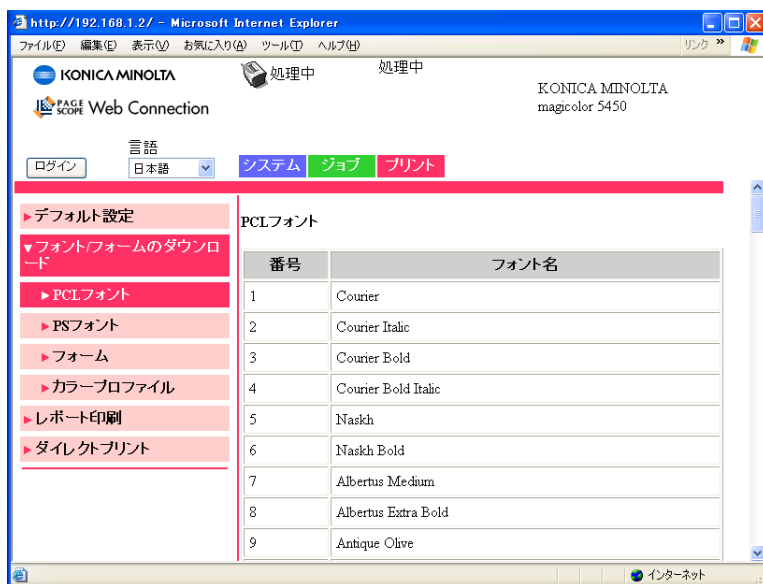 http://192.168.1.2/ - Microsoft Internet Explorer
ファイル(F) 編集(E) 表示(V) お気に入り(A) ツール(T) ヘルプ(H) リンク »
KONICA MINOLTA 処理中 処理中
KONICA MINOLTA
magicolor 5450
PAGE SCOPE Web Connection
言語
ログイン 日本語 システム ジョブ プリント
デフォルト設定
フォント/フォームのダウンロ
ード
PCLフォント
PSフォント
フォーム
カラープロファイル
レポート印刷
ダイレクトプリント
PCLフォント
番号 フォント名
1 Courier
2 Courier Italic
3 Courier Bold
4 Courier Bold Italic
5 Naskh
6 Naskh Bold
7 Albertus Medium
8 Albertus Extra Bold
9 Antique Olive
インターネット